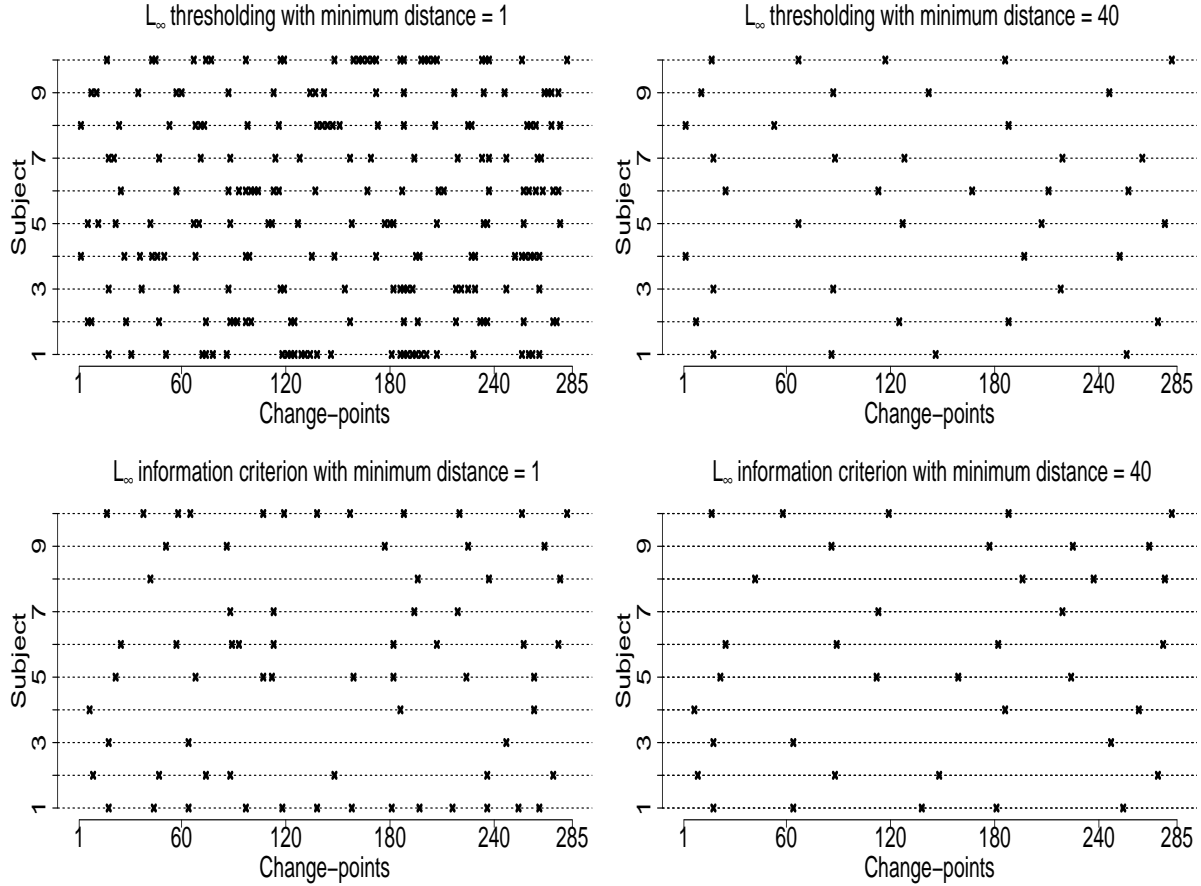 L∞ thresholding with minimum distance = 1
Subject
1 3 5 7 9
1 60 120 180 240 285
Change−points
L∞ thresholding with minimum distance = 40
Subject
1 3 5 7 9
1 60 120 180 240 285
Change−points
L∞ information criterion with minimum distance = 1
Subject
1 3 5 7 9
1 60 120 180 240 285
Change−points
L∞ information criterion with minimum distance = 40
Subject
1 3 5 7 9
1 60 120 180 240 285
Change−points